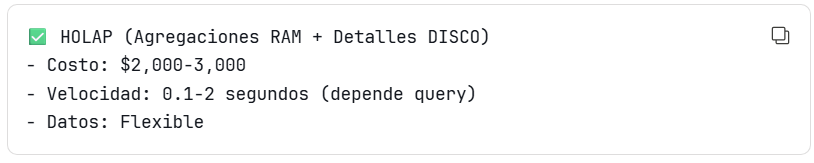 ✅ HOLAP (Agregaciones RAM + Detalles DISCO)
- Costo: $2,000-3,000
- Velocidad: 0.1-2 segundos (depende query)
- Datos: Flexible